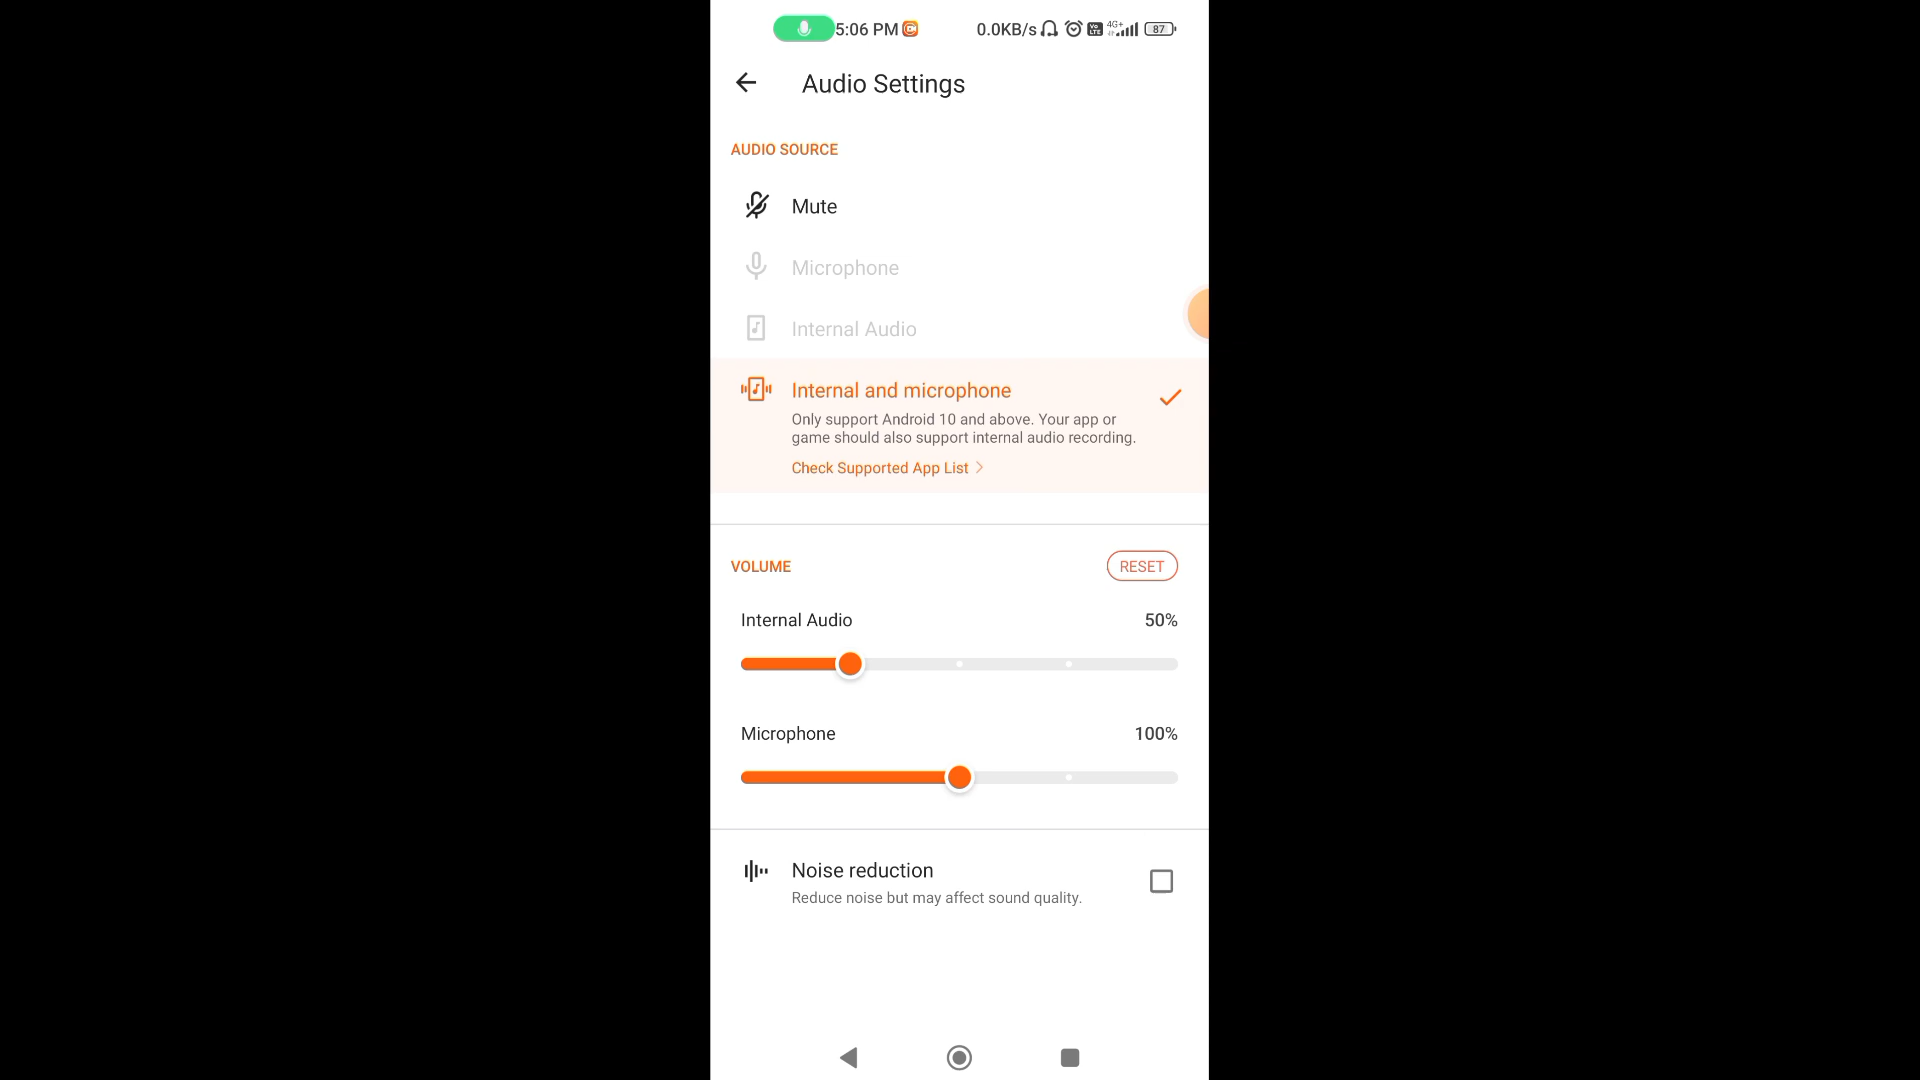 5:06 PM 0.0KB/s 4G+ 87
Audio Settings
AUDIO SOURCE
Mute
Microphone
Internal Audio
Internal and microphone
Only support Android 10 and above. Your app or
game should also support internal audio recording.
Check Supported App List
VOLUME RESET
Internal Audio 50%
Microphone 100%
Noise reduction
Reduce noise but may affect sound quality.